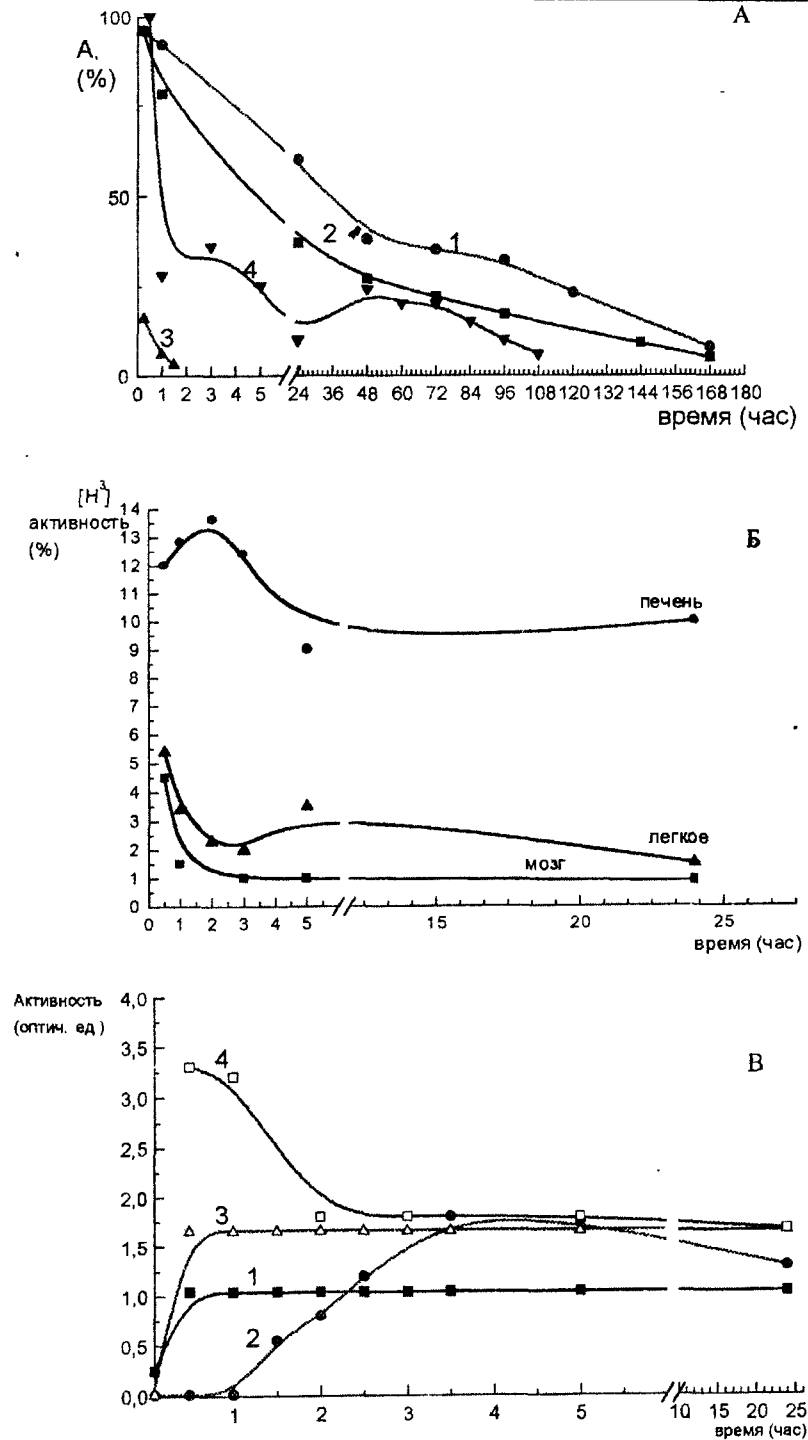 А
100
А,
(%)
50
0
1
2
3
4
0 1 2 3 4 5 24 36 48 60 72 84 96 108 120 132 144 156 168 180
время (час)
Б
[H³]
активность
(%)
14
13
12
11
10
9
8
7
6
5
4
3
2
1
0
печень
легкое
мозг
0 1 2 3 4 5 15 20 25
время (час)
В
Активность
(оптич. ед.)
4,0
3,5
3,0
2,5
2,0
1,5
1,0
0,5
0,0
4
3
1
2
1 2 3 4 5 10 15 20 25
время (час)